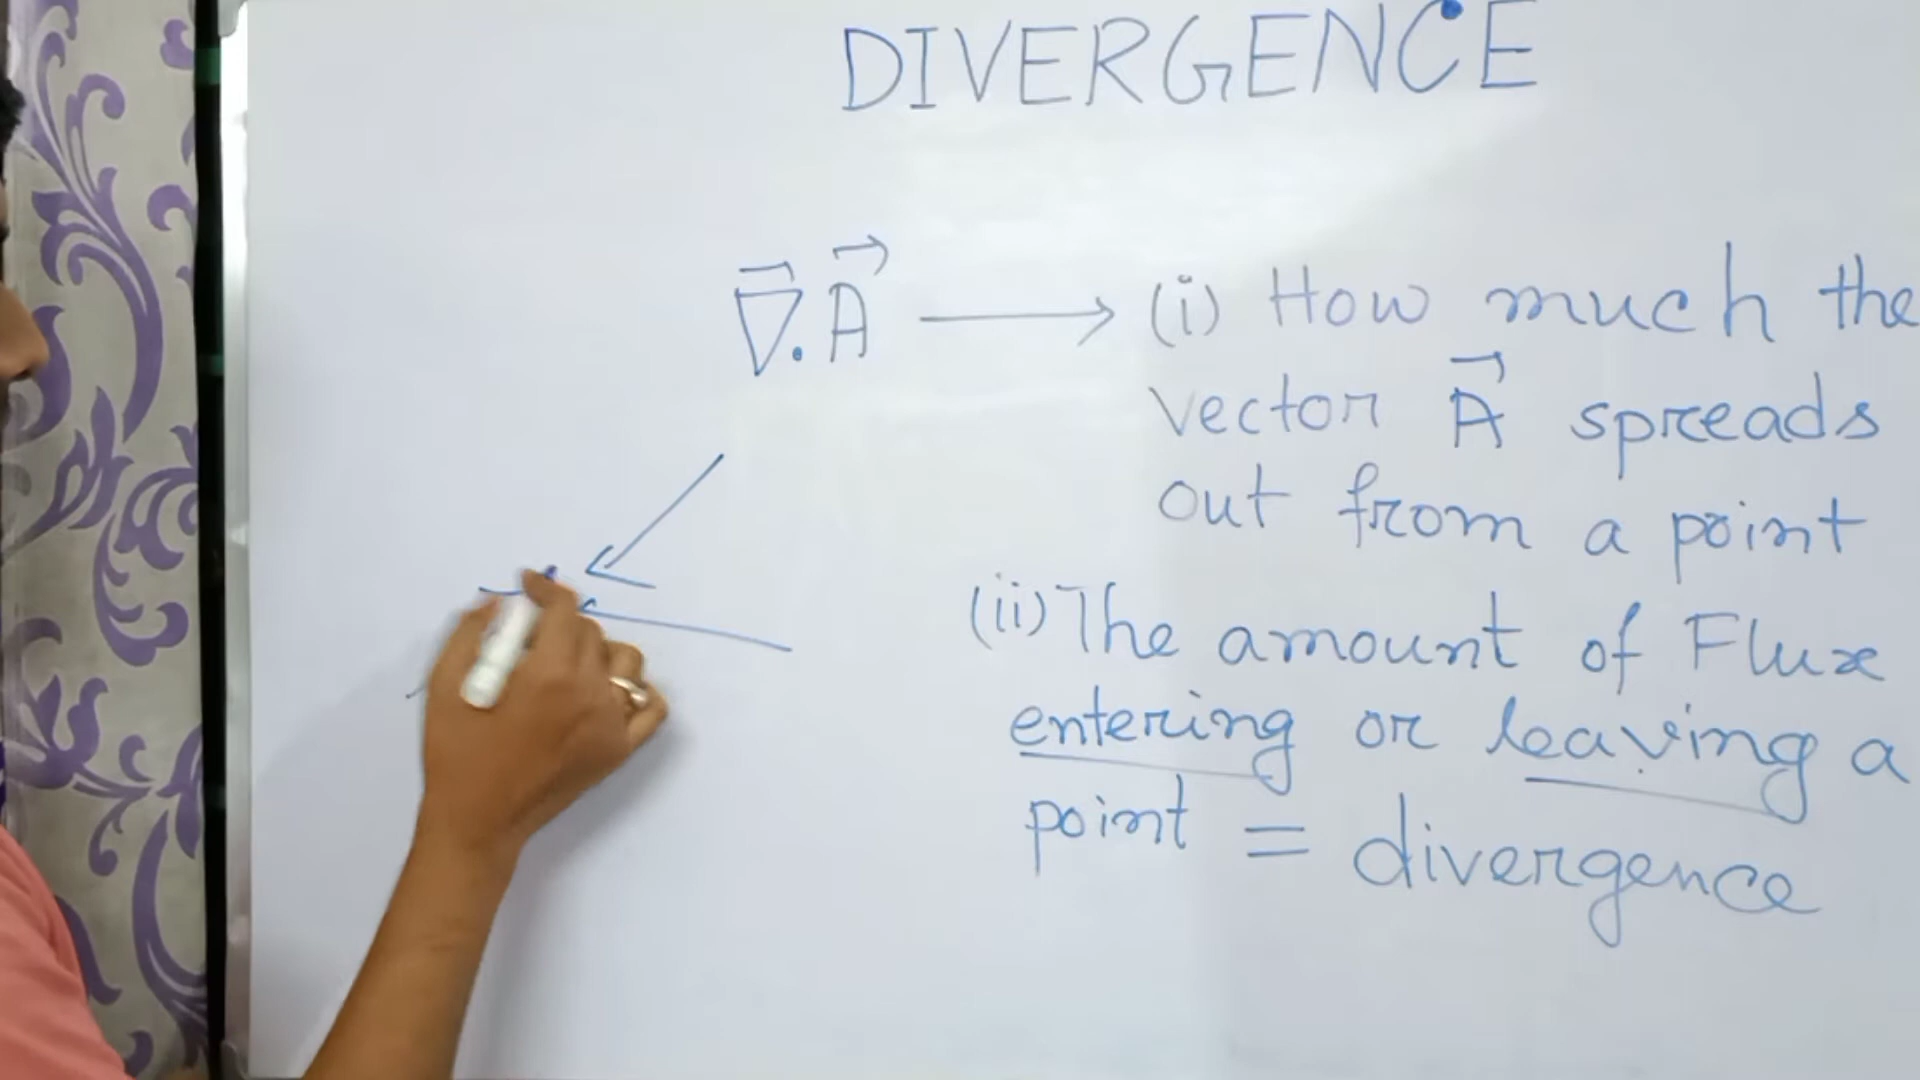 DIVERGENCE
∇⃗.A⃗ ⟶ (i) How much the
vector A⃗ spreads
out from a point
(ii) The amount of Flux
entering or leaving a
point = divergence